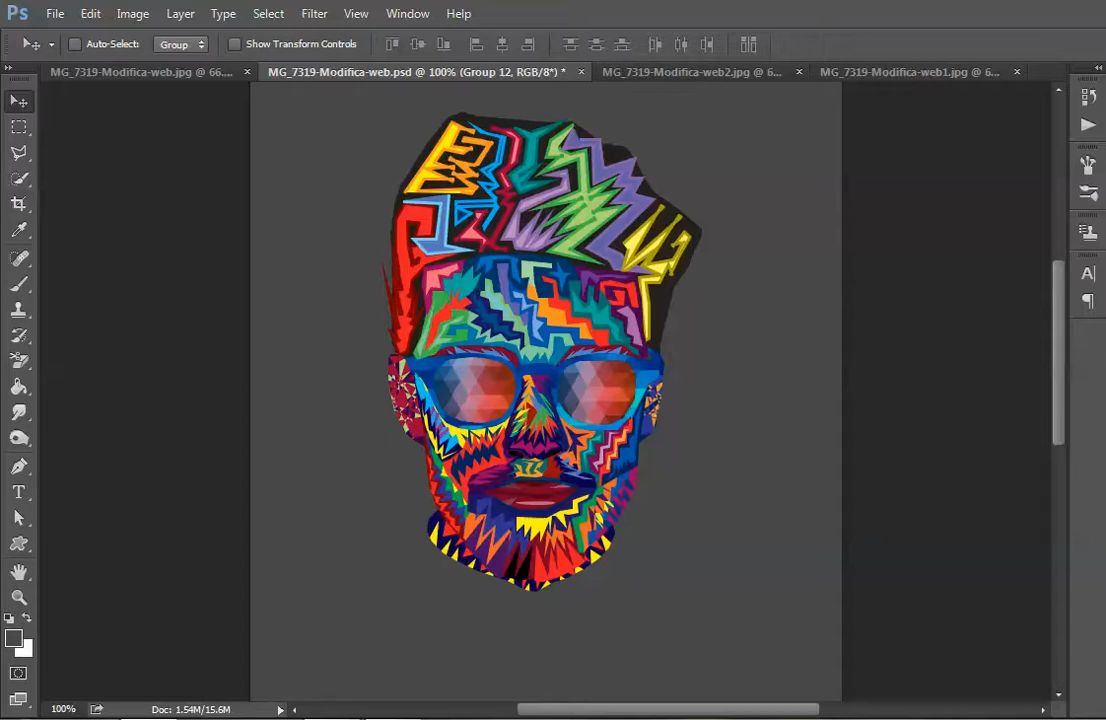 Ps File Edit Image Layer Type Select Filter View Window Help
Auto-Select: Group Show Transform Controls
MG_7319-Modifica-web.jpg @ 66.... × MG_7319-Modifica-web.psd @ 100% (Group 12, RGB/8*) * × MG_7319-Modifica-web2.jpg @ 6... × MG_7319-Modifica-web1.jpg @ 6... ×
T
A
100% Doc: 1.54M/15.6M